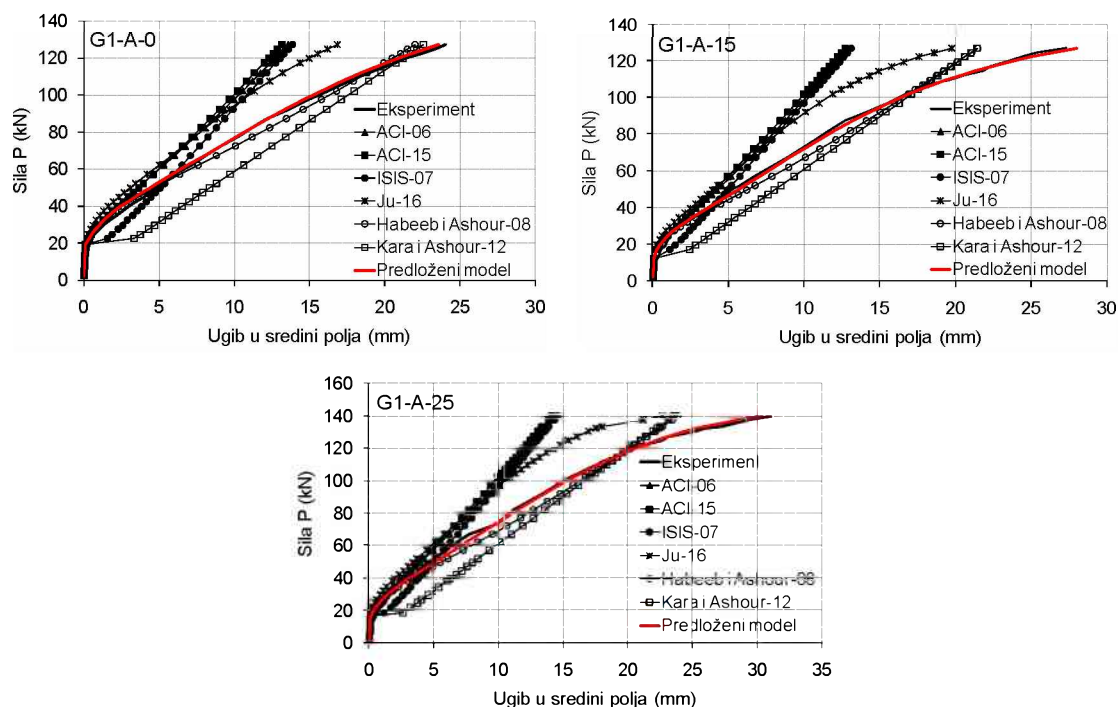 G1-A-0
Sila P (kN)
140
120
100
80
60
40
20
0
0 5 10 15 20 25 30
Ugib u sredini polja (mm)
Eksperiment
ACI-06
ACI-15
ISIS-07
Ju-16
Habeeb i Ashour-08
Kara i Ashour-12
Predloženi model
G1-A-15
Sila P (kN)
140
120
100
80
60
40
20
0
0 5 10 15 20 25 30
Ugib u sredini polja (mm)
Eksperiment
ACI-06
ACI-15
ISIS-07
Ju-16
Habeeb i Ashour-08
Kara i Ashour-12
Predloženi model
G1-A-25
Sila P (kN)
160
140
120
100
80
60
40
20
0
0 5 10 15 20 25 30 35
Ugib u sredini polja (mm)
Eksperiment
ACI-06
ACI-15
ISIS-07
Ju-16
Habeeb i Ashour-08
Kara i Ashour-12
Predloženi model